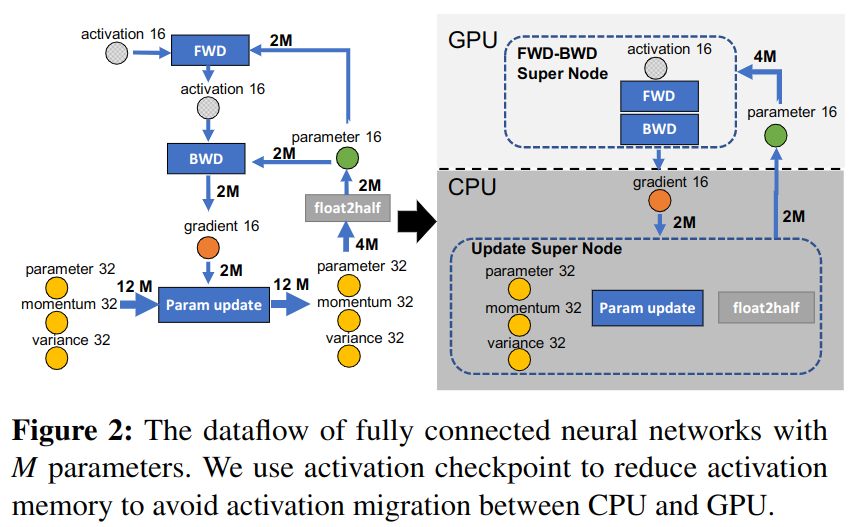 activation 16
FWD
2M
activation 16
parameter 16
BWD
2M
2M
2M
float2half
gradient 16
4M
2M
parameter 32
momentum 32
variance 32
12 M
Param update
12 M
parameter 32
momentum 32
variance 32
GPU
FWD-BWD
Super Node
activation 16
FWD
BWD
4M
parameter 16
CPU
gradient 16
2M
2M
Update Super Node
parameter 32
momentum 32
variance 32
Param update
float2half
Figure 2: The dataflow of fully connected neural networks with
M parameters. We use activation checkpoint to reduce activation
memory to avoid activation migration between CPU and GPU.